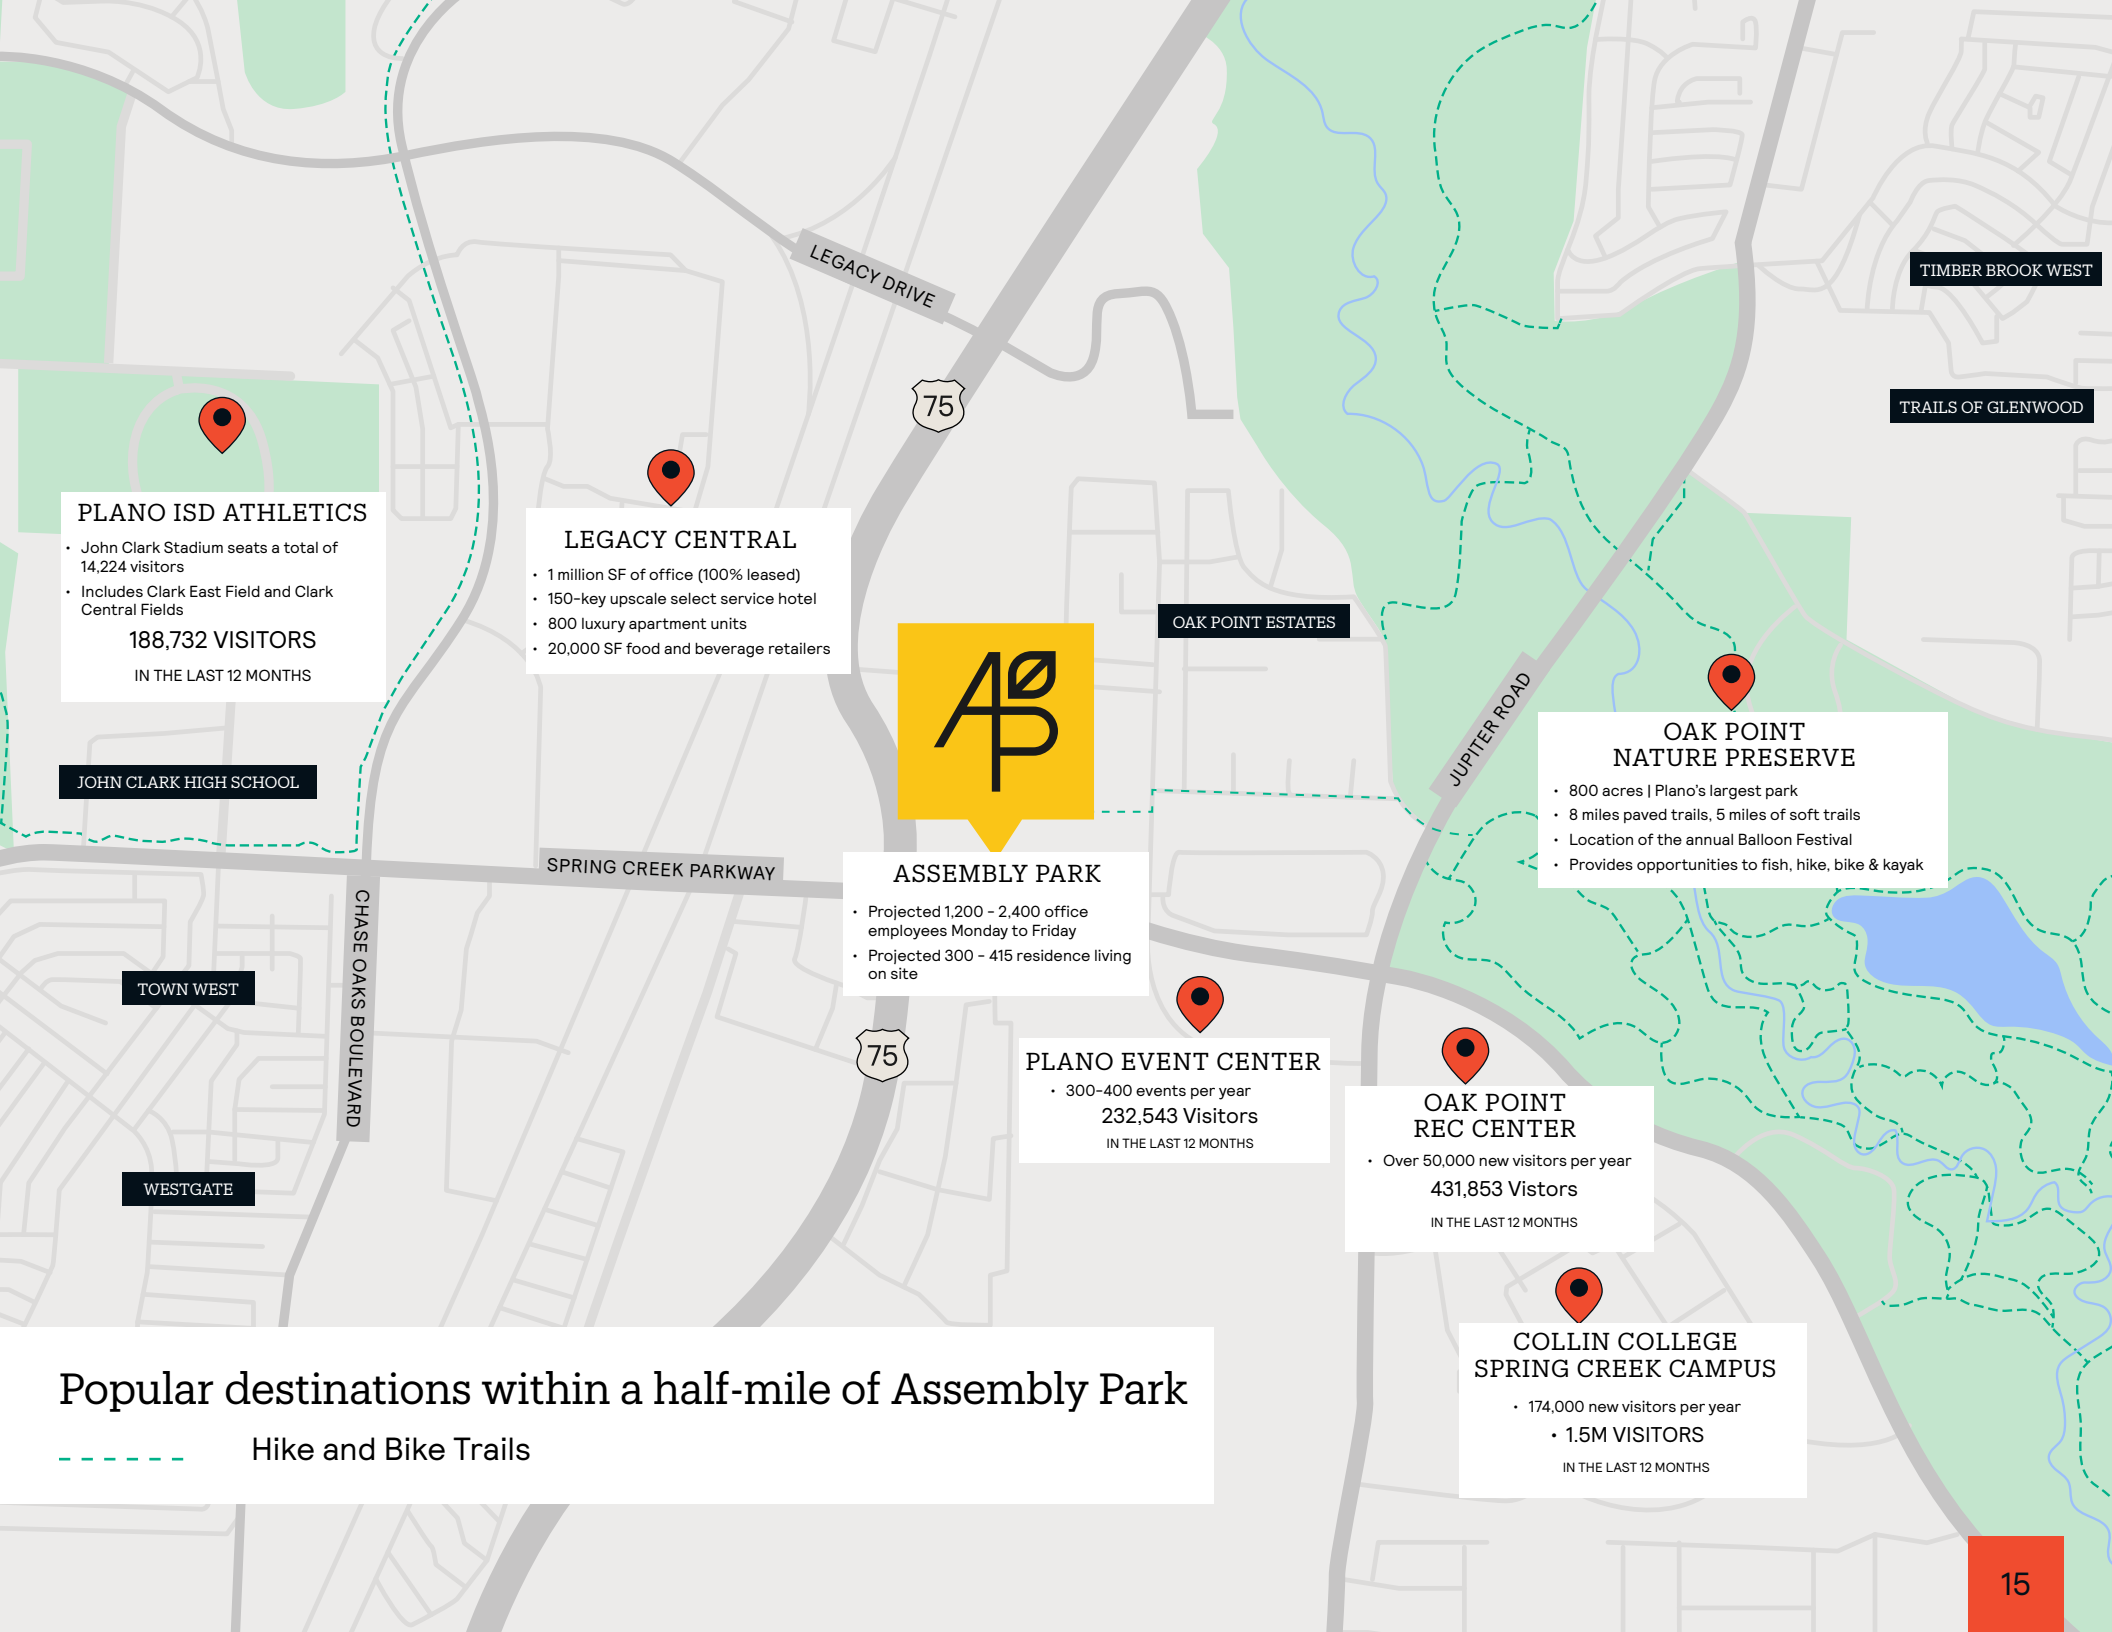 LEGACY DRIVE
TIMBER BROOK WEST
75
TRAILS OF GLENWOOD
PLANO ISD ATHLETICS
• John Clark Stadium seats a total of
14,224 visitors
• Includes Clark East Field and Clark
Central Fields
188,732 VISITORS
IN THE LAST 12 MONTHS
LEGACY CENTRAL
• 1 million SF of office (100% leased)
• 150-key upscale select service hotel
• 800 luxury apartment units
• 20,000 SF food and beverage retailers
OAK POINT ESTATES
AP
JUPITER ROAD
OAK POINT
NATURE PRESERVE
• 800 acres | Plano's largest park
• 8 miles paved trails, 5 miles of soft trails
• Location of the annual Balloon Festival
• Provides opportunities to fish, hike, bike & kayak
JOHN CLARK HIGH SCHOOL
SPRING CREEK PARKWAY
ASSEMBLY PARK
• Projected 1,200 - 2,400 office
employees Monday to Friday
• Projected 300 - 415 residence living
on site
CHASE OAKS BOULEVARD
TOWN WEST
75
PLANO EVENT CENTER
• 300-400 events per year
232,543 Visitors
IN THE LAST 12 MONTHS
OAK POINT
REC CENTER
• Over 50,000 new visitors per year
431,853 Vistors
IN THE LAST 12 MONTHS
WESTGATE
COLLIN COLLEGE
SPRING CREEK CAMPUS
• 174,000 new visitors per year
• 1.5M VISITORS
IN THE LAST 12 MONTHS
Popular destinations within a half-mile of Assembly Park
Hike and Bike Trails
15